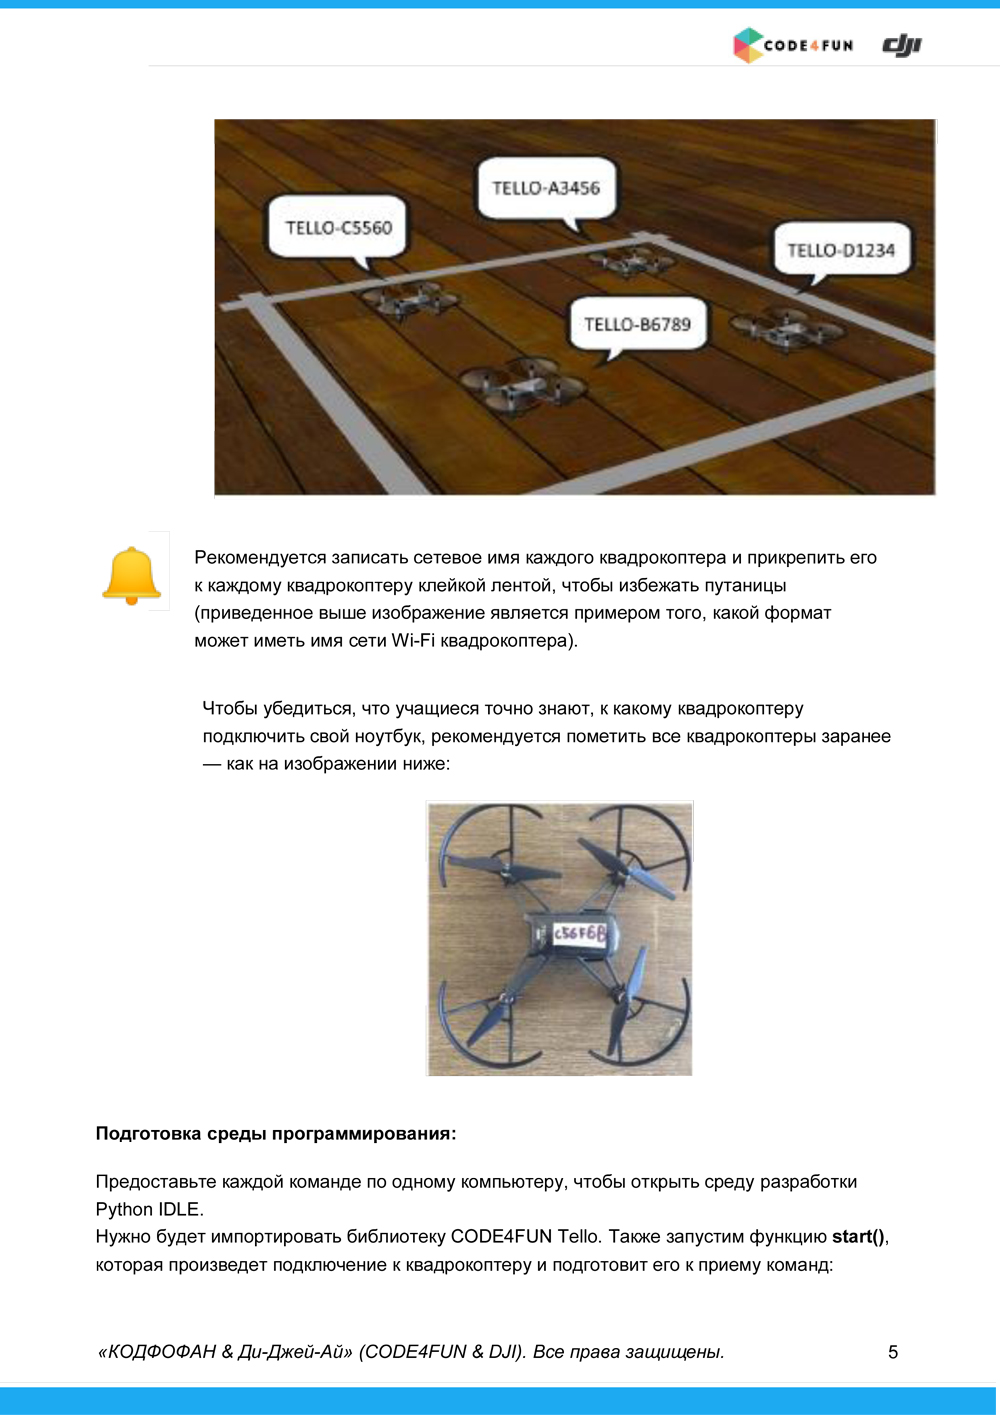 CODE4FUN dji
TELLO-A3456
TELLO-C5560
TELLO-D1234
TELLO-B6789
Рекомендуется записать сетевое имя каждого квадрокоптера и прикрепить его
к каждому квадрокоптеру клейкой лентой, чтобы избежать путаницы
(приведенное выше изображение является примером того, какой формат
может иметь имя сети Wi-Fi квадрокоптера).
Чтобы убедиться, что учащиеся точно знают, к какому квадрокоптеру
подключить свой ноутбук, рекомендуется пометить все квадрокоптеры заранее
— как на изображении ниже:
C56F6B
Подготовка среды программирования:
Предоставьте каждой команде по одному компьютеру, чтобы открыть среду разработки
Python IDLE.
Нужно будет импортировать библиотеку CODE4FUN Tello. Также запустим функцию start(),
которая произведет подключение к квадрокоптеру и подготовит его к приему команд:
«КОДФОФАН & Ди-Джей-Ай» (CODE4FUN & DJI). Все права защищены. 5